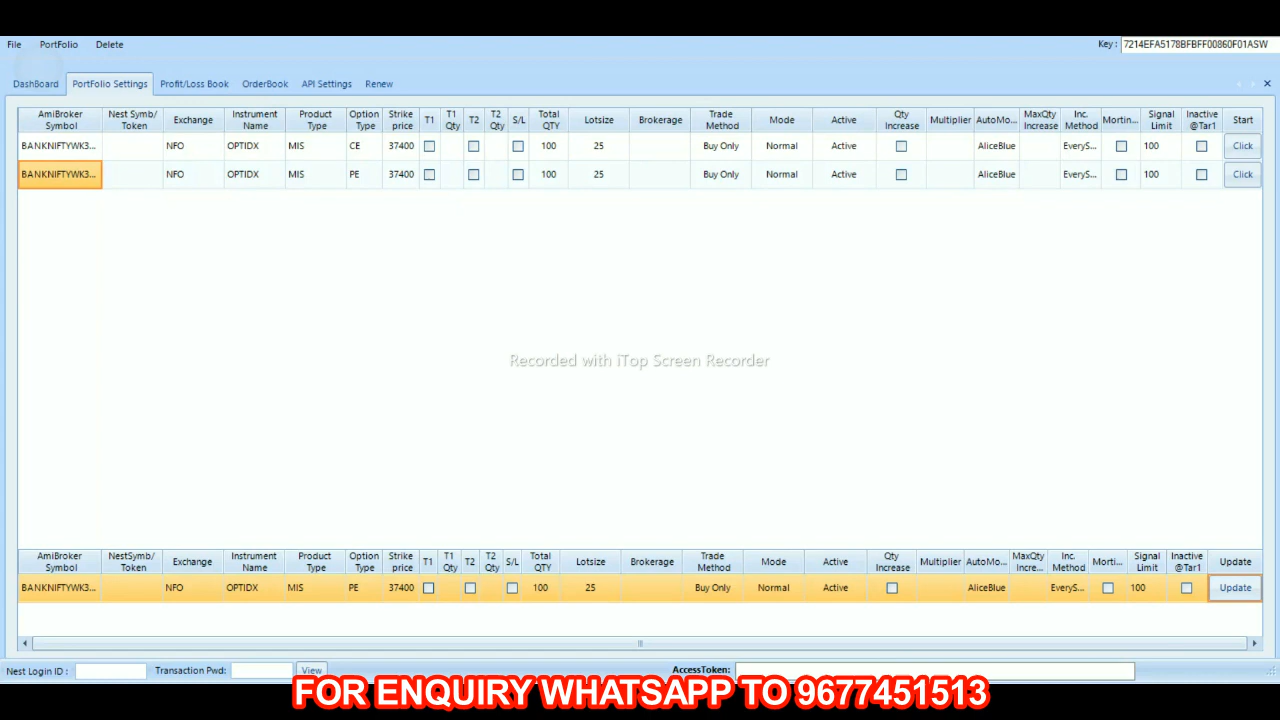 File PortFolio Delete Key : 7214EFA5178BFBFF00860F01ASW
DashBoard PortFolio Settings Profit/Loss Book OrderBook API Settings Renew
AmiBroker Symbol Nest Symb/ Token Exchange Instrument Name Product Type Option Type Strike price T1 T1 Qty T2 T2 Qty S/L Total QTY Lotsize Brokerage Trade Method Mode Active Qty Increase Multiplier AutoMo... MaxQty Increase Inc. Method Mortin... Signal Limit Inactive @Tar1 Start
BANKNIFTYWK3... NFO OPTIDX MIS CE 37400 100 25 Buy Only Normal Active AliceBlue EveryS... 100 Click
BANKNIFTYWK3... NFO OPTIDX MIS PE 37400 100 25 Buy Only Normal Active AliceBlue EveryS... 100 Click
Recorded with iTop Screen Recorder
AmiBroker Symbol NestSymb/ Token Exchange Instrument Name Product Type Option Type Strike price T1 T1 Qty T2 T2 Qty S/L Total QTY Lotsize Brokerage Trade Method Mode Active Qty Increase Multiplier AutoMo... MaxQty Incre... Inc. Method Morti... Signal Limit Inactive @Tar1 Update
BANKNIFTYWK3... NFO OPTIDX MIS PE 37400 100 25 Buy Only Normal Active AliceBlue EveryS... 100 Update
Nest Login ID : Transaction Pwd: View AccessToken:
FOR ENQUIRY WHATSAPP TO 9677451513